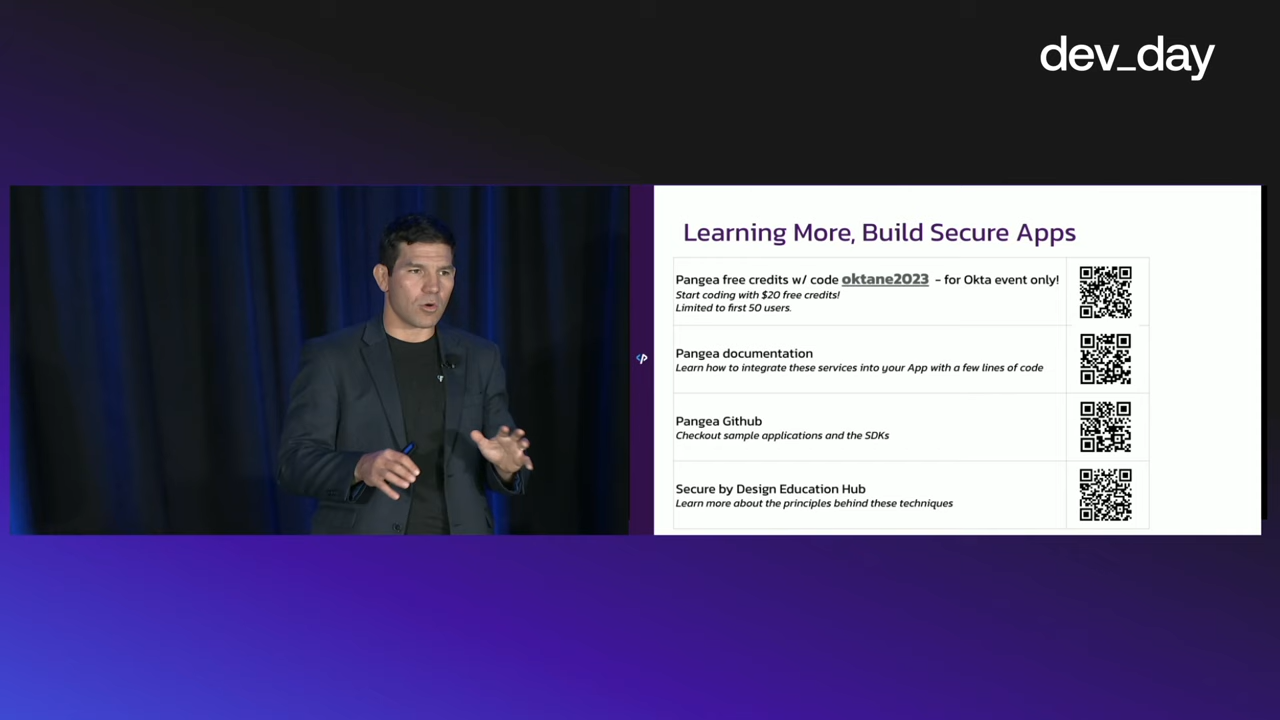 dev_day
Learning More, Build Secure Apps
Pangea free credits w/ code oktane2023 - for Okta event only!
Start coding with $20 free credits!
Limited to first 50 users.
Pangea documentation
Learn how to integrate these services into your App with a few lines of code
Pangea Github
Checkout sample applications and the SDKs
Secure by Design Education Hub
Learn more about the principles behind these techniques